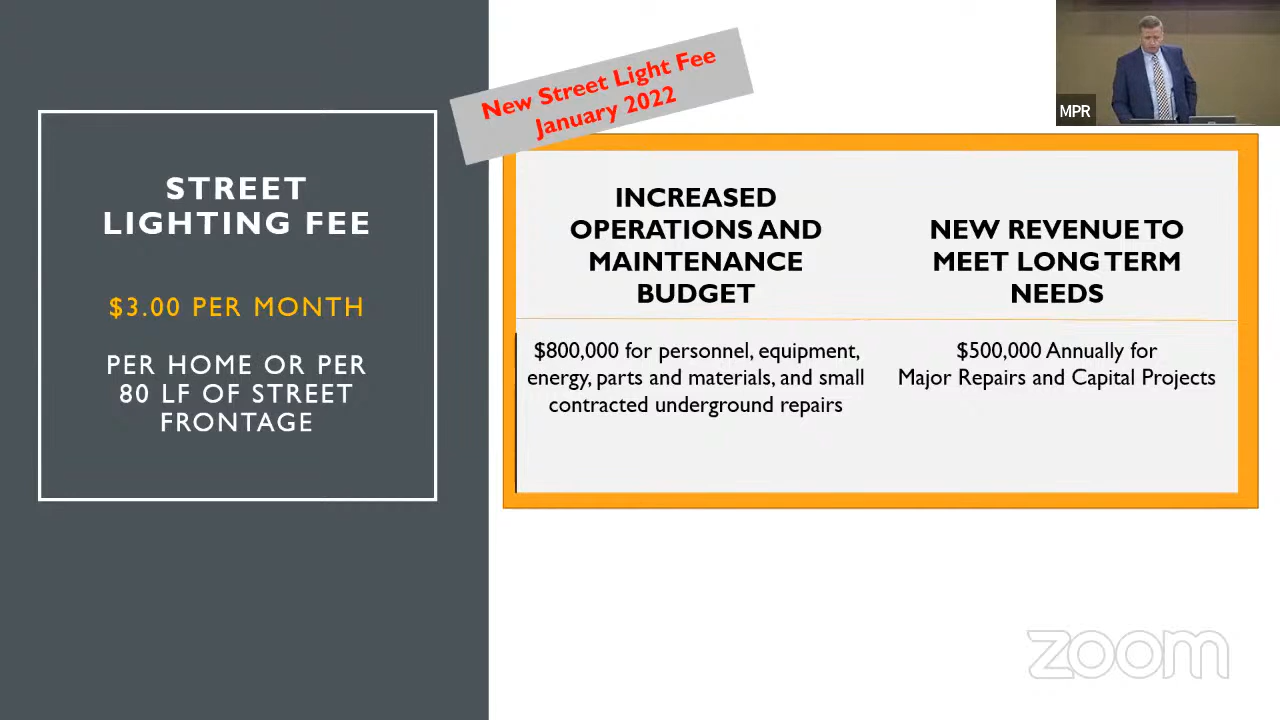 New Street Light Fee
January 2022
MPR
STREET
LIGHTING FEE
$3.00 PER MONTH
PER HOME OR PER
80 LF OF STREET
FRONTAGE
INCREASED
OPERATIONS AND
MAINTENANCE
BUDGET
NEW REVENUE TO
MEET LONG TERM
NEEDS
$800,000 for personnel, equipment,
energy, parts and materials, and small
contracted underground repairs
$500,000 Annually for
Major Repairs and Capital Projects
zoom